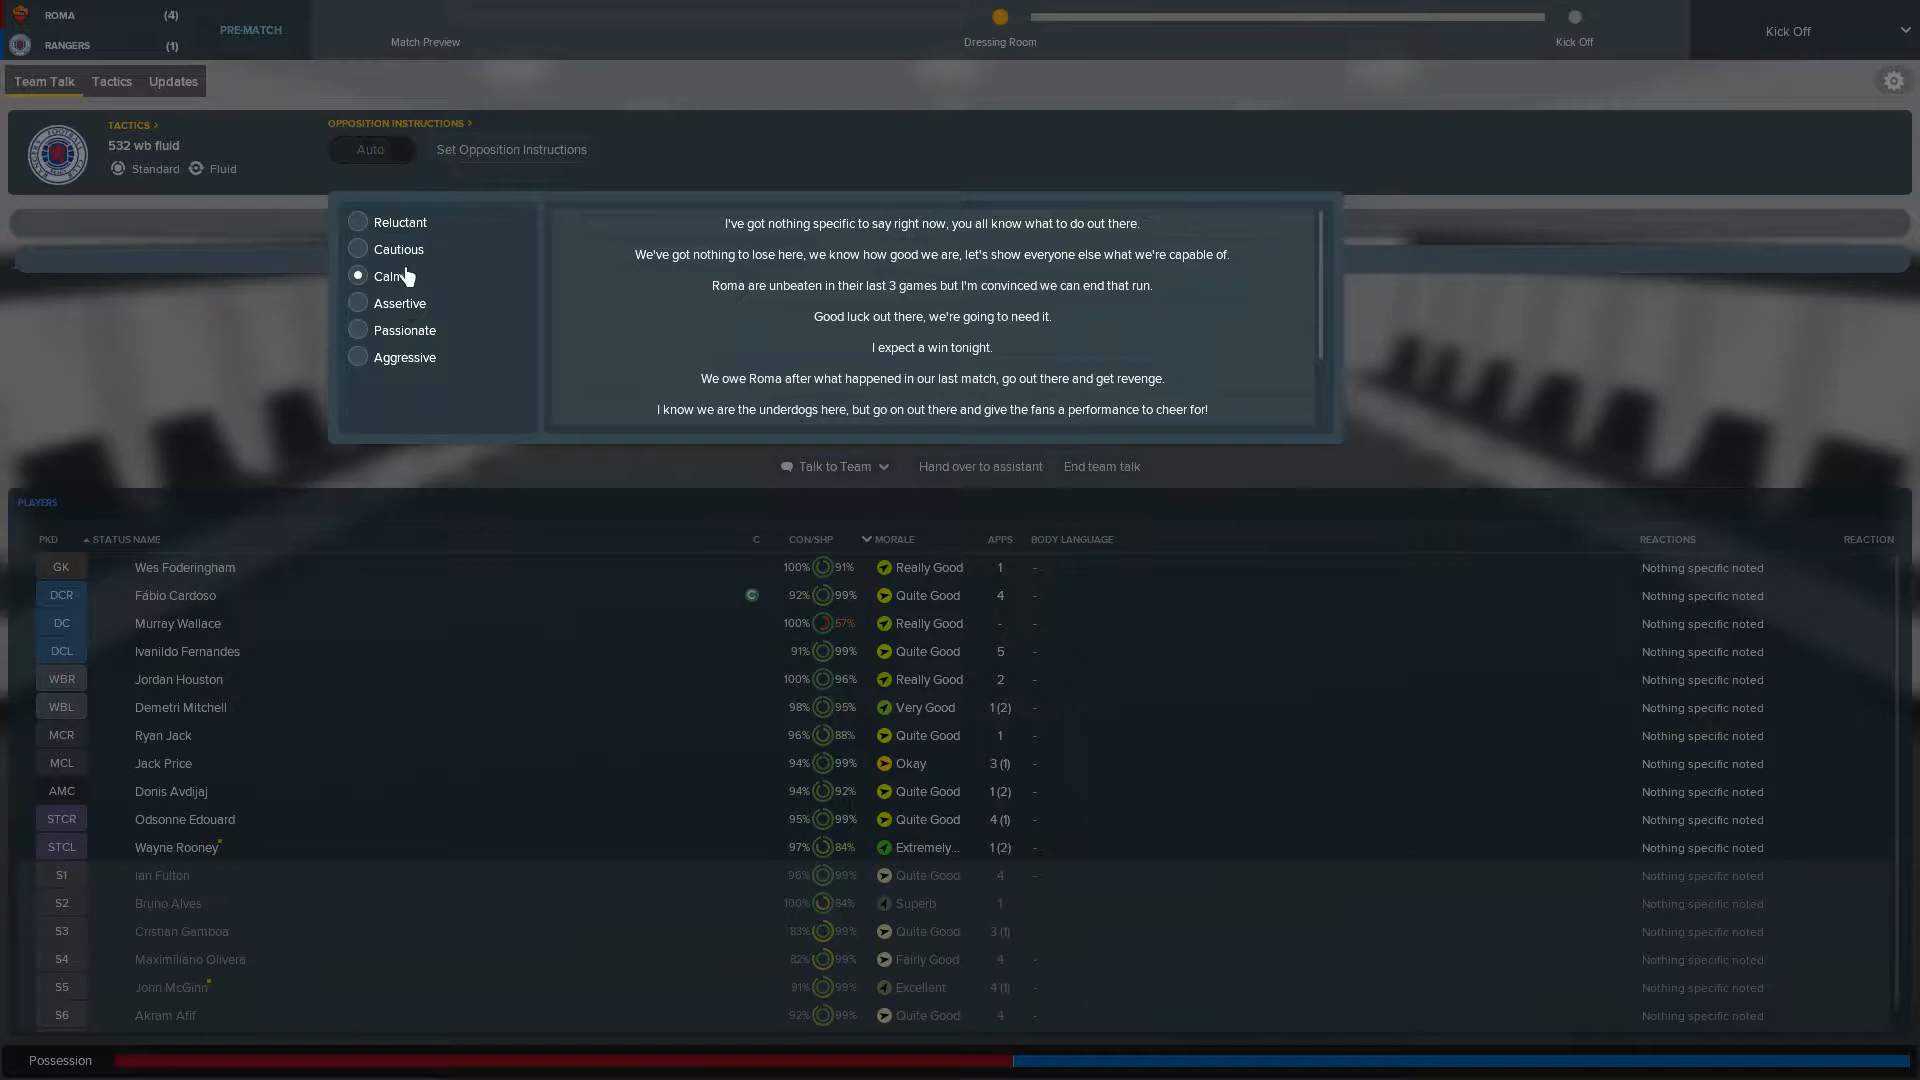 ROMA (4)
RANGERS (1)
PRE-MATCH
Match Preview
Dressing Room
Kick Off
Kick Off
Team Talk Tactics Updates
TACTICS >
532 wb fluid
Standard Fluid
OPPOSITION INSTRUCTIONS >
Auto Set Opposition Instructions
Reluctant
Cautious
Calm
Assertive
Passionate
Aggressive
I've got nothing specific to say right now, you all know what to do out there.
We've got nothing to lose here, we know how good we are, let's show everyone else what we're capable of.
Roma are unbeaten in their last 3 games but I'm convinced we can end that run.
Good luck out there, we're going to need it.
I expect a win tonight.
We owe Roma after what happened in our last match, go out there and get revenge.
I know we are the underdogs here, but go on out there and give the fans a performance to cheer for!
Talk to Team Hand over to assistant End team talk
PLAYERS
PKD STATUS NAME C CON/SHP MORALE APPS BODY LANGUAGE REACTIONS REACTION
GK Wes Foderingham 100% 91% Really Good 1 - Nothing specific noted
DCR Fábio Cardoso C 92% 99% Quite Good 4 - Nothing specific noted
DC Murray Wallace 100% 57% Really Good - - Nothing specific noted
DCL Ivanildo Fernandes 91% 99% Quite Good 5 - Nothing specific noted
WBR Jordan Houston 100% 96% Really Good 2 - Nothing specific noted
WBL Demetri Mitchell 98% 95% Very Good 1 (2) - Nothing specific noted
MCR Ryan Jack 96% 88% Quite Good 1 - Nothing specific noted
MCL Jack Price 94% 99% Okay 3 (1) - Nothing specific noted
AMC Donis Avdijaj 94% 92% Quite Good 1 (2) - Nothing specific noted
STCR Odsonne Edouard 95% 99% Quite Good 4 (1) - Nothing specific noted
STCL Wayne Rooney 97% 84% Extremely... 1 (2) - Nothing specific noted
S1 Ian Fulton 96% 99% Quite Good 4 - Nothing specific noted
S2 Bruno Alves 100% 84% Superb 1 Nothing specific noted
S3 Cristian Gamboa 83% 99% Quite Good 3 (1) Nothing specific noted
S4 Maximiliano Olivera 82% 99% Fairly Good 4 - Nothing specific noted
S5 John McGinn 91% 99% Excellent 4 (1) - Nothing specific noted
S6 Akram Afif 92% 99% Quite Good 4 - Nothing specific noted
Possession